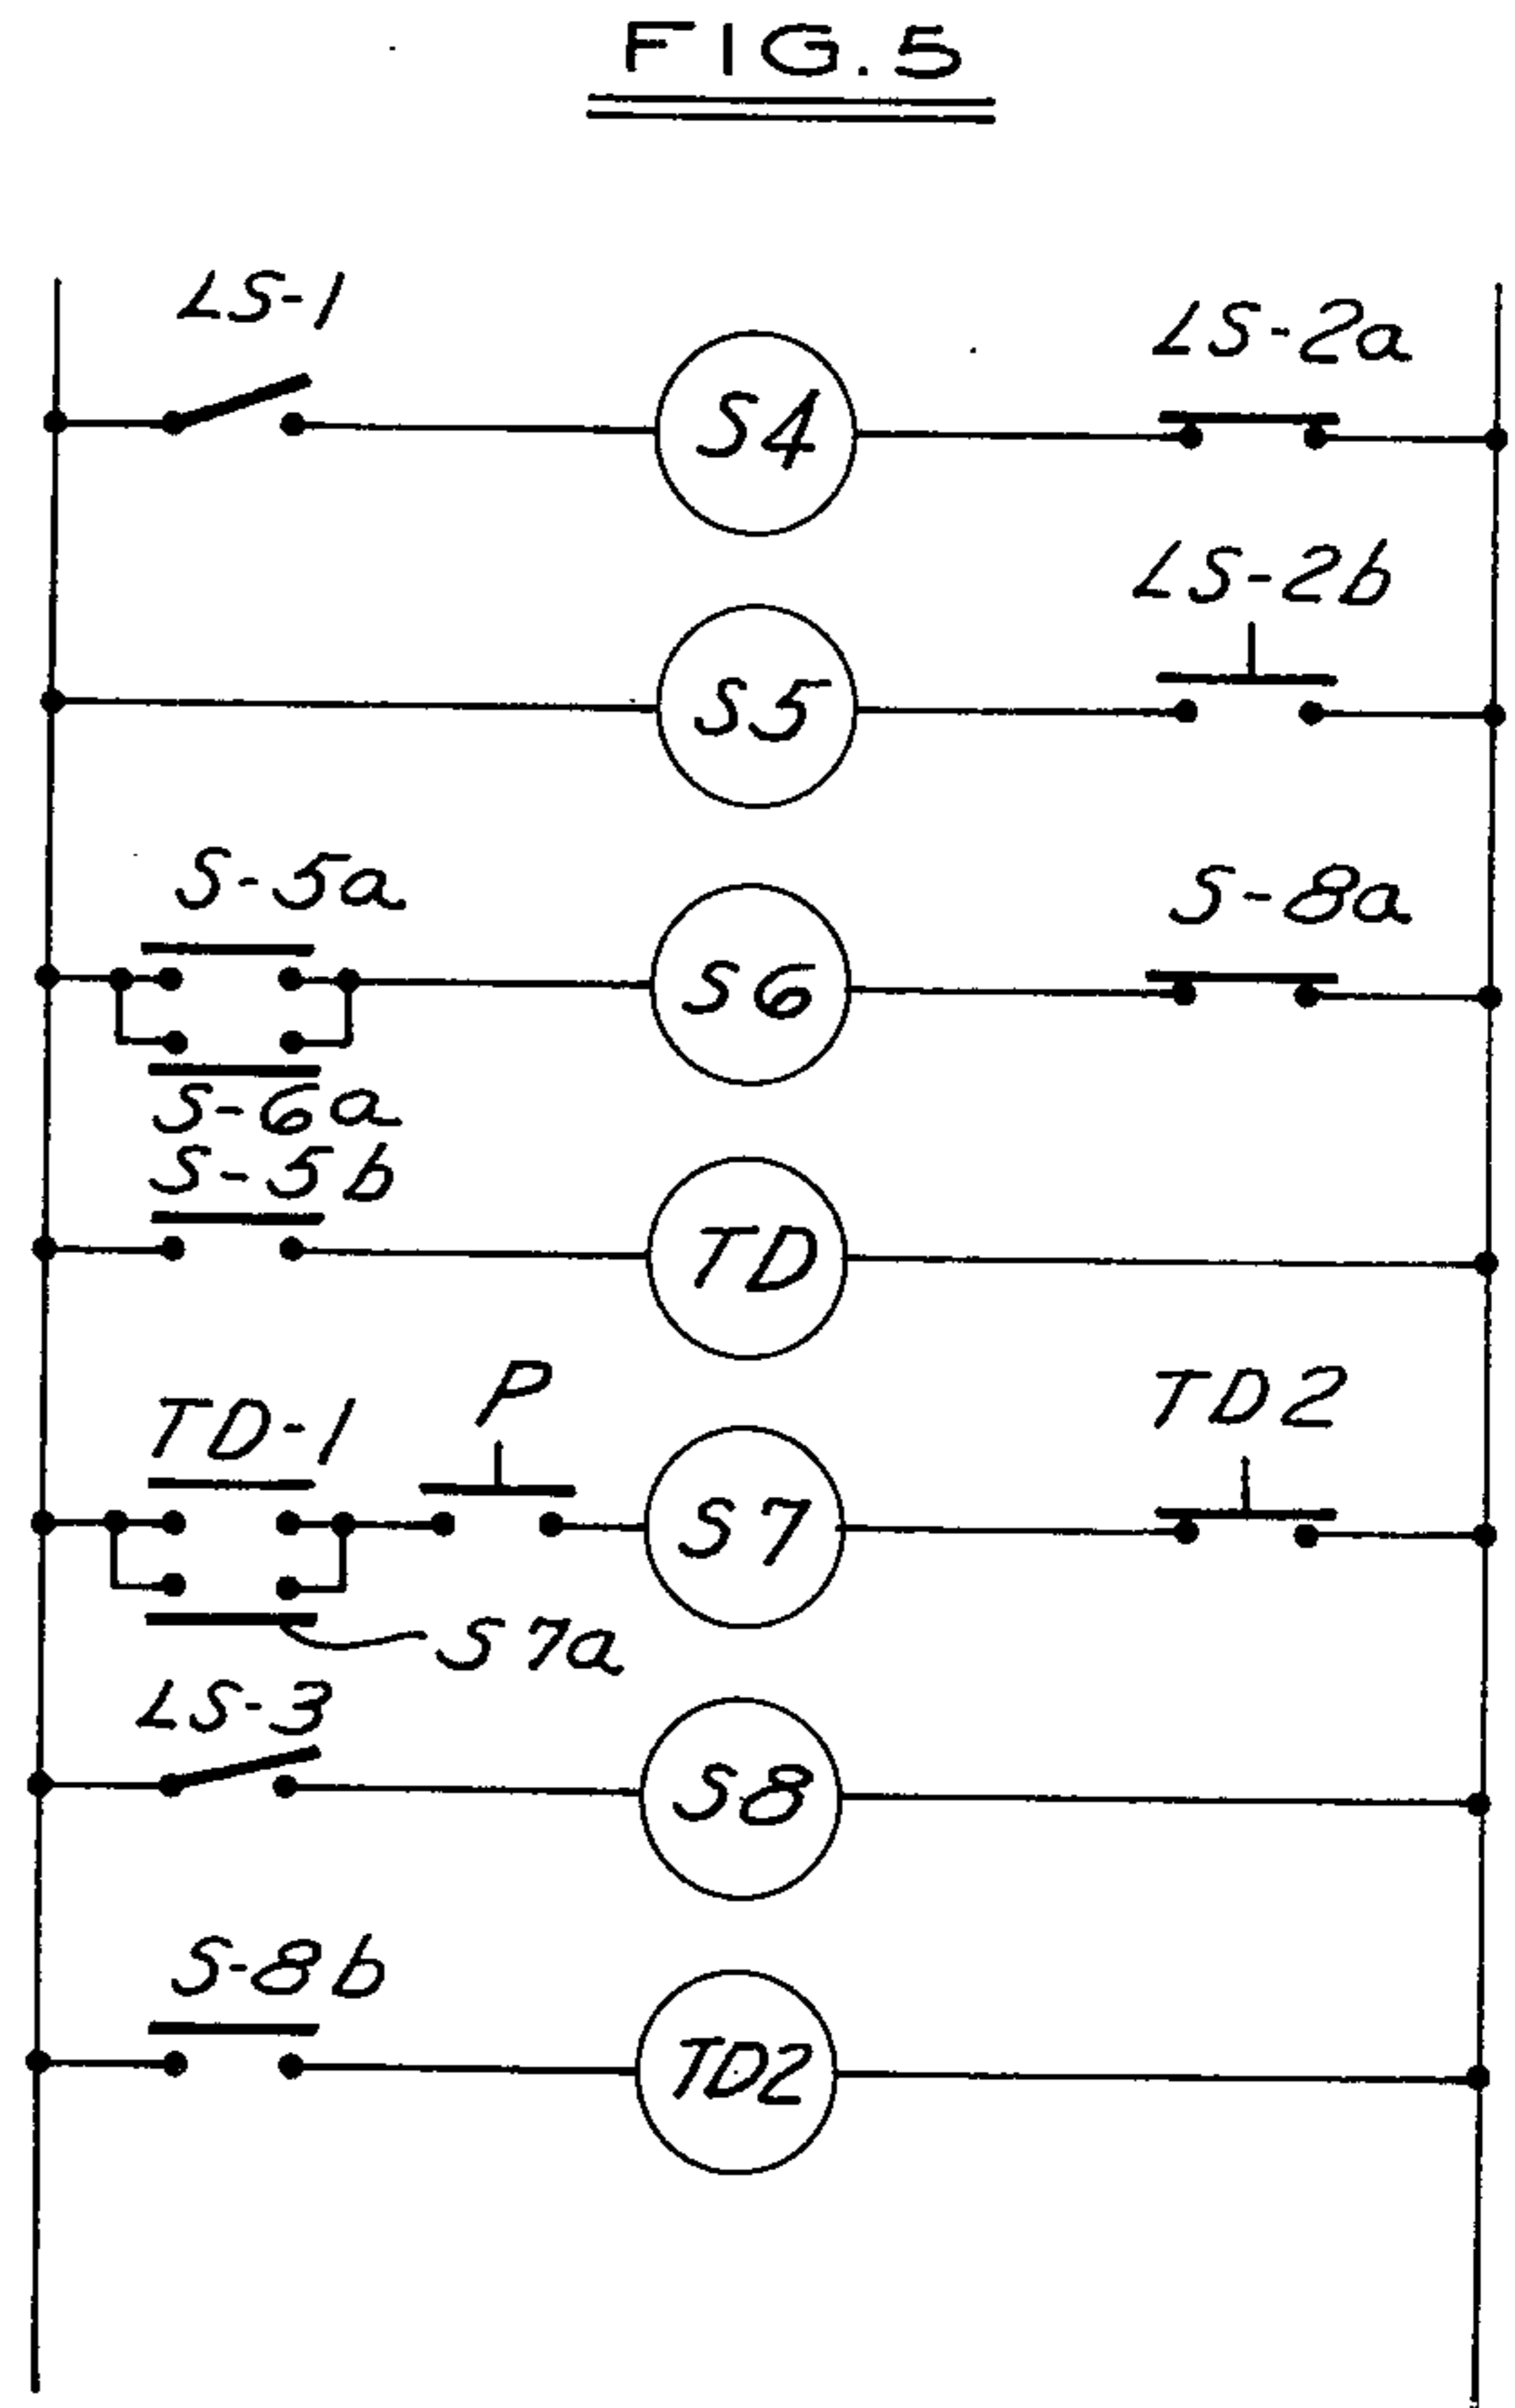 FIG.5
LS-1
S4
LS-2a
LS-2b
S5
S-5a
S6
S-8a
S-6a
S-5b
TD
TD-1
P
S7
TD2
S7a
LS-3
S8
S-8b
TD2